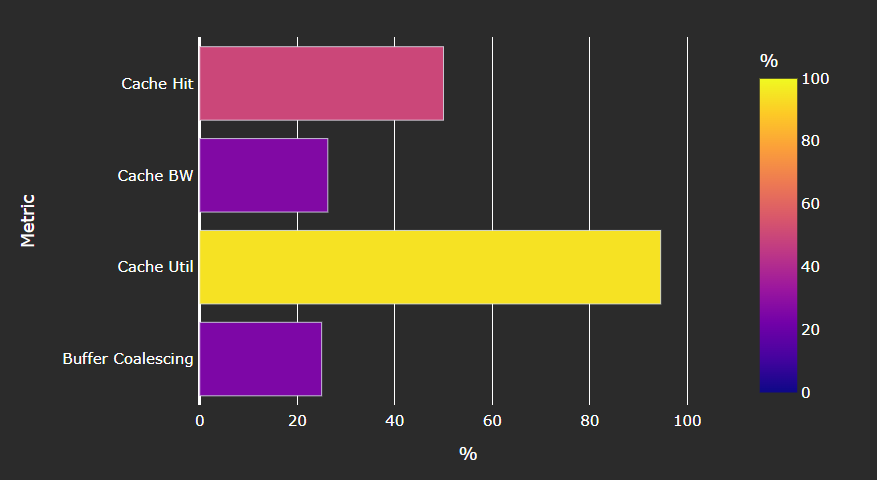 %
100
Cache Hit
80
Cache BW
60
Metric
40
Cache Util
20
Buffer Coalescing
0
0 20 40 60 80 100
%